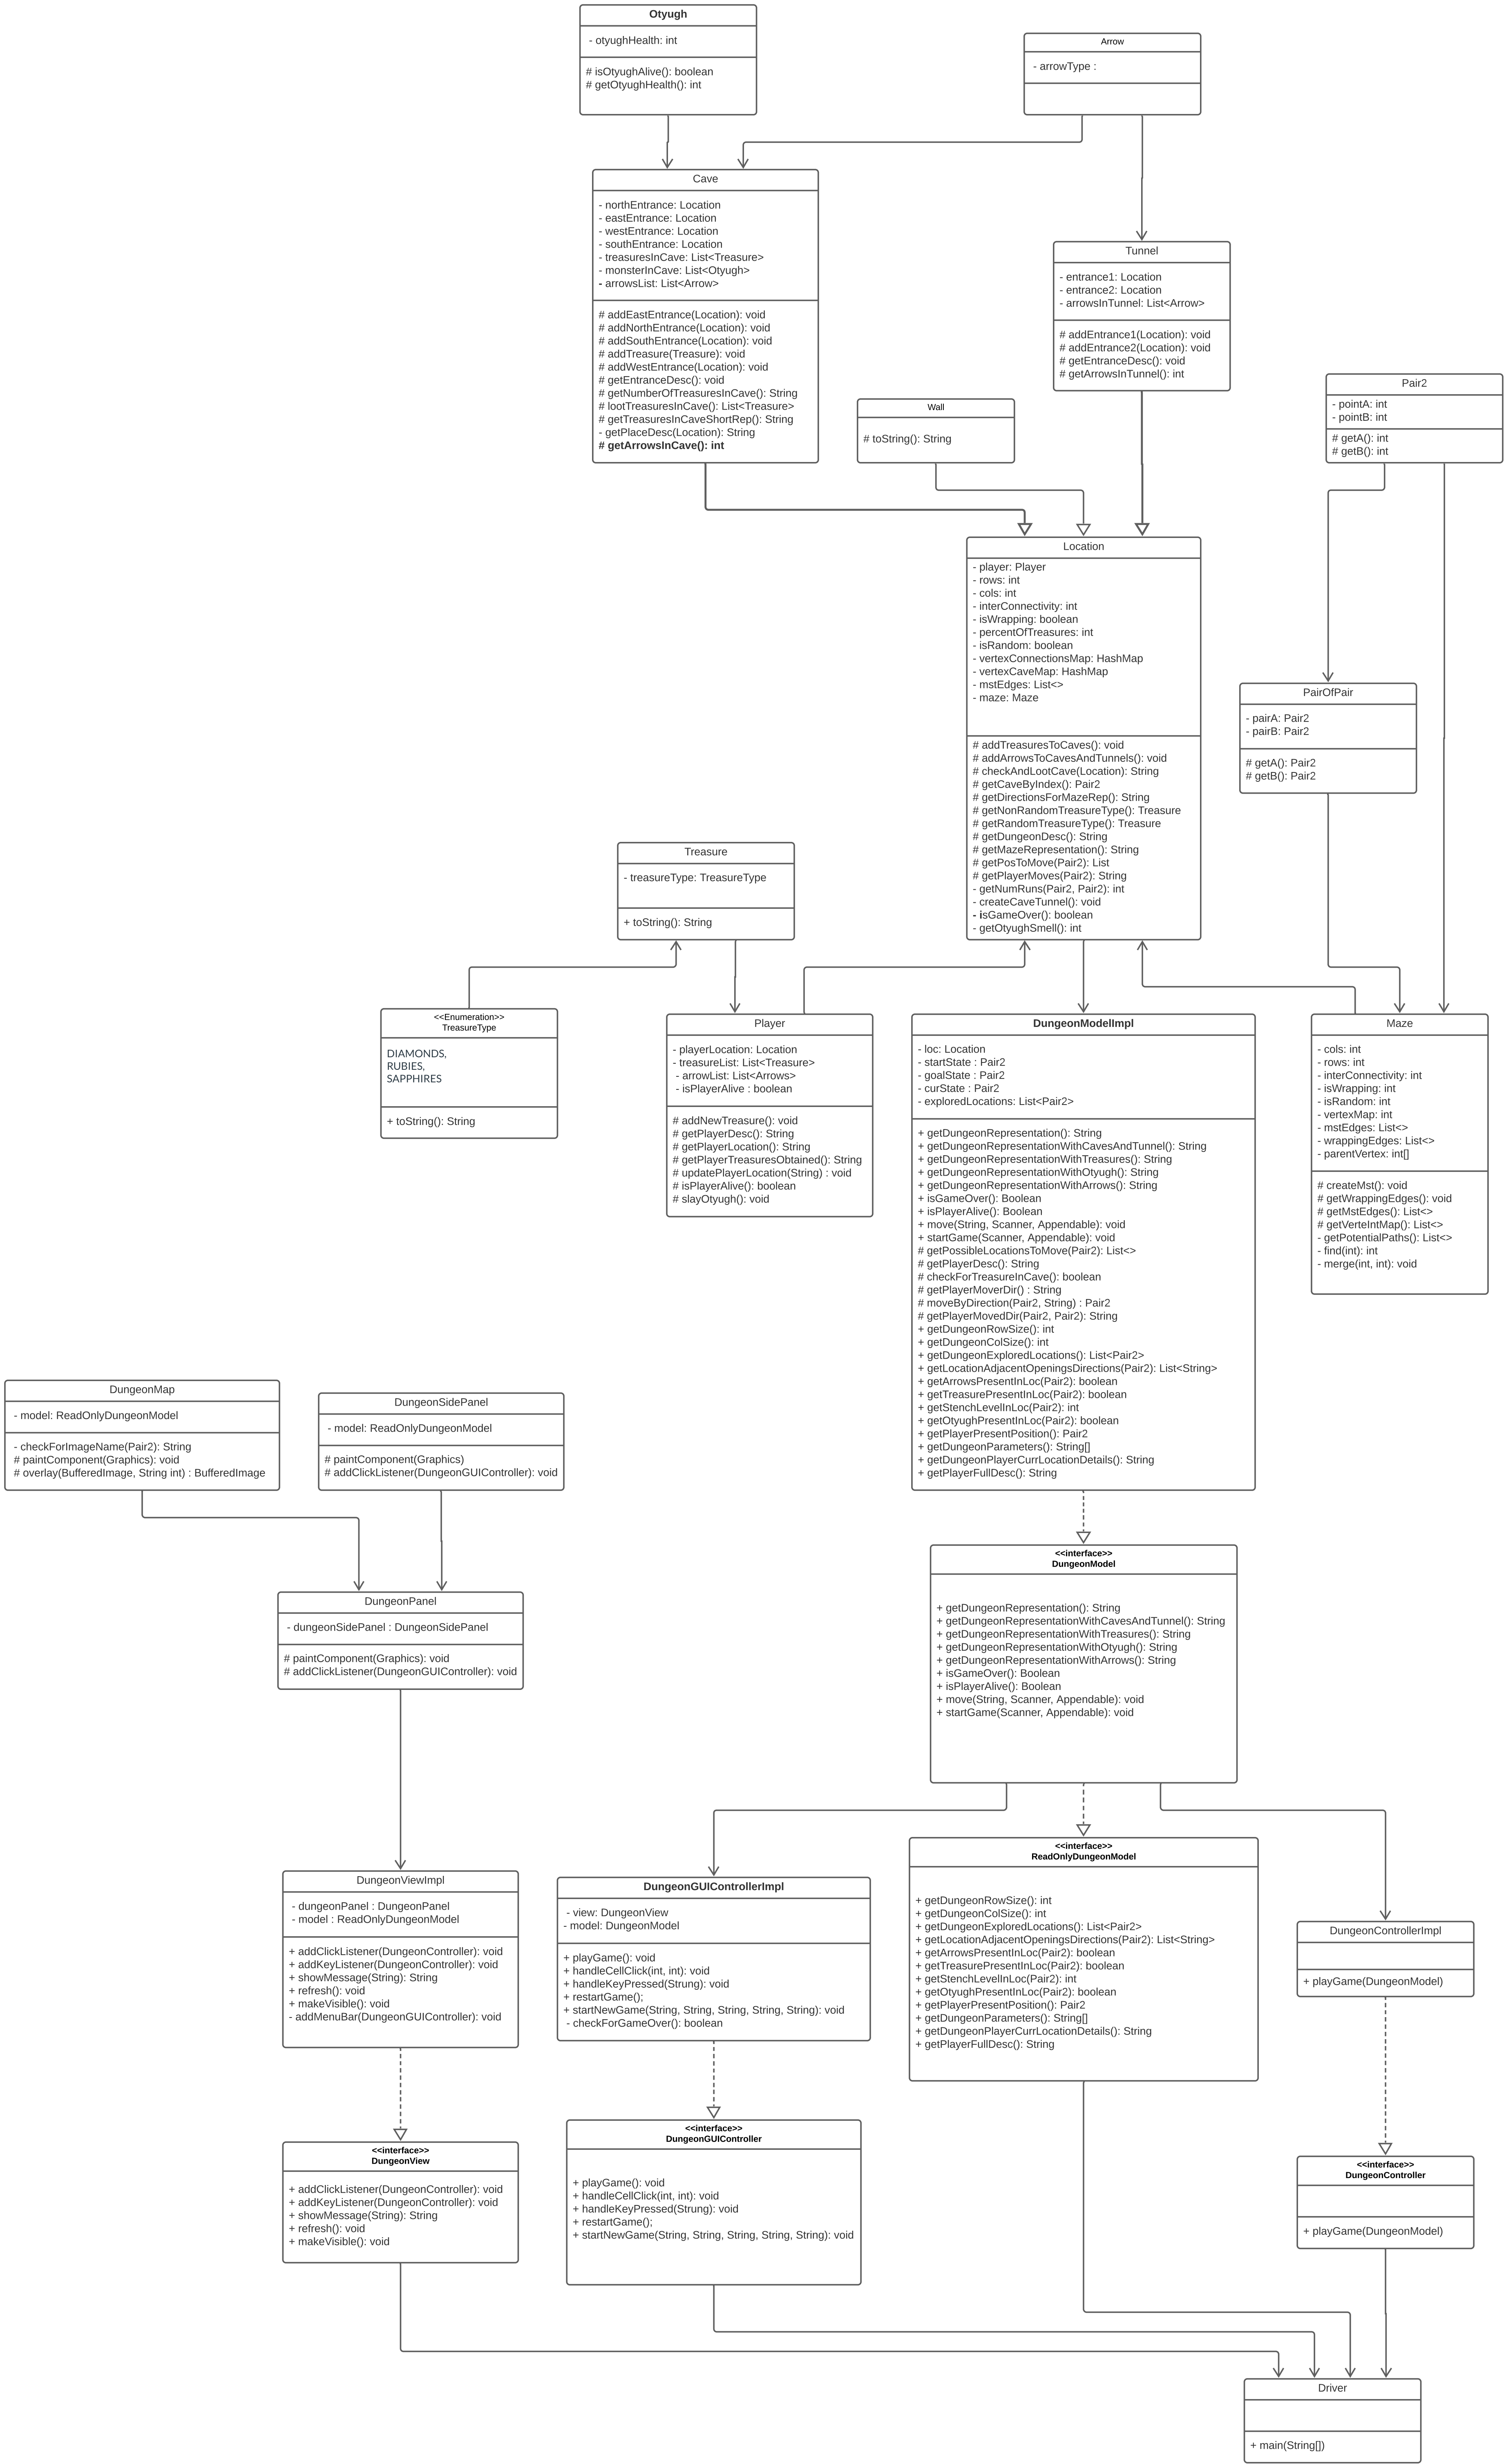 Otyugh
- otyughHealth: int
# isOtyughAlive(): boolean
# getOtyughHealth(): int
Arrow
- arrowType :
Cave
- northEntrance: Location
- eastEntrance: Location
- westEntrance: Location
- southEntrance: Location
- treasuresInCave: List<Treasure>
- monsterInCave: List<Otyugh>
- arrowsList: List<Arrow>
# addEastEntrance(Location): void
# addNorthEntrance(Location): void
# addSouthEntrance(Location): void
# addTreasure(Treasure): void
# addWestEntrance(Location): void
# getEntranceDesc(): void
# getNumberOfTreasuresInCave(): String
# lootTreasuresInCave(): List<Treasure>
# getTreasuresInCaveShortRep(): String
- getPlaceDesc(Location): String
# getArrowsInCave(): int
Tunnel
- entrance1: Location
- entrance2: Location
- arrowsInTunnel: List<Arrow>
# addEntrance1(Location): void
# addEntrance2(Location): void
# getEntranceDesc(): void
# getArrowsInTunnel(): int
Wall
# toString(): String
Pair2
- pointA: int
- pointB: int
# getA(): int
# getB(): int
Location
- player: Player
- rows: int
- cols: int
- interConnectivity: int
- isWrapping: boolean
- percentOfTreasures: int
- isRandom: boolean
- vertexConnectionsMap: HashMap
- vertexCaveMap: HashMap
- mstEdges: List<>
- maze: Maze
# addTreasuresToCaves(): void
# addArrowsToCavesAndTunnels(): void
# checkAndLootCave(Location): String
# getCaveByIndex(): Pair2
# getDirectionsForMazeRep(): String
# getNonRandomTreasureType(): Treasure
# getRandomTreasureType(): Treasure
# getDungeonDesc(): String
# getMazeRepresentation(): String
# getPosToMove(Pair2): List
# getPlayerMoves(Pair2): String
- getNumRuns(Pair2, Pair2): int
- createCaveTunnel(): void
- isGameOver(): boolean
- getOtyughSmell(): int
PairOfPair
- pairA: Pair2
- pairB: Pair2
# getA(): Pair2
# getB(): Pair2
Treasure
- treasureType: TreasureType
+ toString(): String
<<Enumeration>>
TreasureType
DIAMONDS,
RUBIES,
SAPPHIRES
+ toString(): String
Player
- playerLocation: Location
- treasureList: List<Treasure>
- arrowList: List<Arrows>
- isPlayerAlive : boolean
# addNewTreasure(): void
# getPlayerDesc(): String
# getPlayerLocation(): String
# getPlayerTreasuresObtained(): String
# updatePlayerLocation(String) : void
# isPlayerAlive(): boolean
# slayOtyugh(): void
DungeonModelImpl
- loc: Location
- startState : Pair2
- goalState : Pair2
- curState : Pair2
- exploredLocations: List<Pair2>
+ getDungeonRepresentation(): String
+ getDungeonRepresentationWithCavesAndTunnel(): String
+ getDungeonRepresentationWithTreasures(): String
+ getDungeonRepresentationWithOtyugh(): String
+ getDungeonRepresentationWithArrows(): String
+ isGameOver(): Boolean
+ isPlayerAlive(): Boolean
+ move(String, Scanner, Appendable): void
+ startGame(Scanner, Appendable): void
# getPossibleLocationsToMove(Pair2): List<>
# getPlayerDesc(): String
# checkForTreasureInCave(): boolean
# getPlayerMoverDir() : String
# moveByDirection(Pair2, String) : Pair2
# getPlayerMovedDir(Pair2, Pair2): String
+ getDungeonRowSize(): int
+ getDungeonColSize(): int
+ getDungeonExploredLocations(): List<Pair2>
+ getLocationAdjacentOpeningsDirections(Pair2): List<String>
+ getArrowsPresentInLoc(Pair2): boolean
+ getTreasurePresentInLoc(Pair2): boolean
+ getStenchLevelInLoc(Pair2): int
+ getOtyughPresentInLoc(Pair2): boolean
+ getPlayerPresentPosition(): Pair2
+ getDungeonParameters(): String[]
+ getDungeonPlayerCurrLocationDetails(): String
+ getPlayerFullDesc(): String
Maze
- cols: int
- rows: int
- interConnectivity: int
- isWrapping: int
- isRandom: int
- vertexMap: int
- mstEdges: List<>
- wrappingEdges: List<>
- parentVertex: int[]
# createMst(): void
# getWrappingEdges(): void
# getMstEdges(): List<>
# getVerteIntMap(): List<>
- getPotentialPaths(): List<>
- find(int): int
- merge(int, int): void
DungeonMap
- model: ReadOnlyDungeonModel
- checkForImageName(Pair2): String
# paintComponent(Graphics): void
# overlay(BufferedImage, String int) : BufferedImage
DungeonSidePanel
- model: ReadOnlyDungeonModel
# paintComponent(Graphics)
# addClickListener(DungeonGUIController): void
DungeonPanel
- dungeonSidePanel : DungeonSidePanel
# paintComponent(Graphics): void
# addClickListener(DungeonGUIController): void
<<interface>>
DungeonModel
+ getDungeonRepresentation(): String
+ getDungeonRepresentationWithCavesAndTunnel(): String
+ getDungeonRepresentationWithTreasures(): String
+ getDungeonRepresentationWithOtyugh(): String
+ getDungeonRepresentationWithArrows(): String
+ isGameOver(): Boolean
+ isPlayerAlive(): Boolean
+ move(String, Scanner, Appendable): void
+ startGame(Scanner, Appendable): void
DungeonViewImpl
- dungeonPanel : DungeonPanel
- model : ReadOnlyDungeonModel
+ addClickListener(DungeonController): void
+ addKeyListener(DungeonController): void
+ showMessage(String): String
+ refresh(): void
+ makeVisible(): void
- addMenuBar(DungeonGUIController): void
DungeonGUIControllerImpl
- view: DungeonView
- model: DungeonModel
+ playGame(): void
+ handleCellClick(int, int): void
+ handleKeyPressed(Strung): void
+ restartGame();
+ startNewGame(String, String, String, String, String): void
- checkForGameOver(): boolean
<<interface>>
ReadOnlyDungeonModel
+ getDungeonRowSize(): int
+ getDungeonColSize(): int
+ getDungeonExploredLocations(): List<Pair2>
+ getLocationAdjacentOpeningsDirections(Pair2): List<String>
+ getArrowsPresentInLoc(Pair2): boolean
+ getTreasurePresentInLoc(Pair2): boolean
+ getStenchLevelInLoc(Pair2): int
+ getOtyughPresentInLoc(Pair2): boolean
+ getPlayerPresentPosition(): Pair2
+ getDungeonParameters(): String[]
+ getDungeonPlayerCurrLocationDetails(): String
+ getPlayerFullDesc(): String
DungeonControllerImpl
+ playGame(DungeonModel)
<<interface>>
DungeonView
+ addClickListener(DungeonController): void
+ addKeyListener(DungeonController): void
+ showMessage(String): String
+ refresh(): void
+ makeVisible(): void
<<interface>>
DungeonGUIController
+ playGame(): void
+ handleCellClick(int, int): void
+ handleKeyPressed(Strung): void
+ restartGame();
+ startNewGame(String, String, String, String, String): void
<<interface>>
DungeonController
+ playGame(DungeonModel)
Driver
+ main(String[])